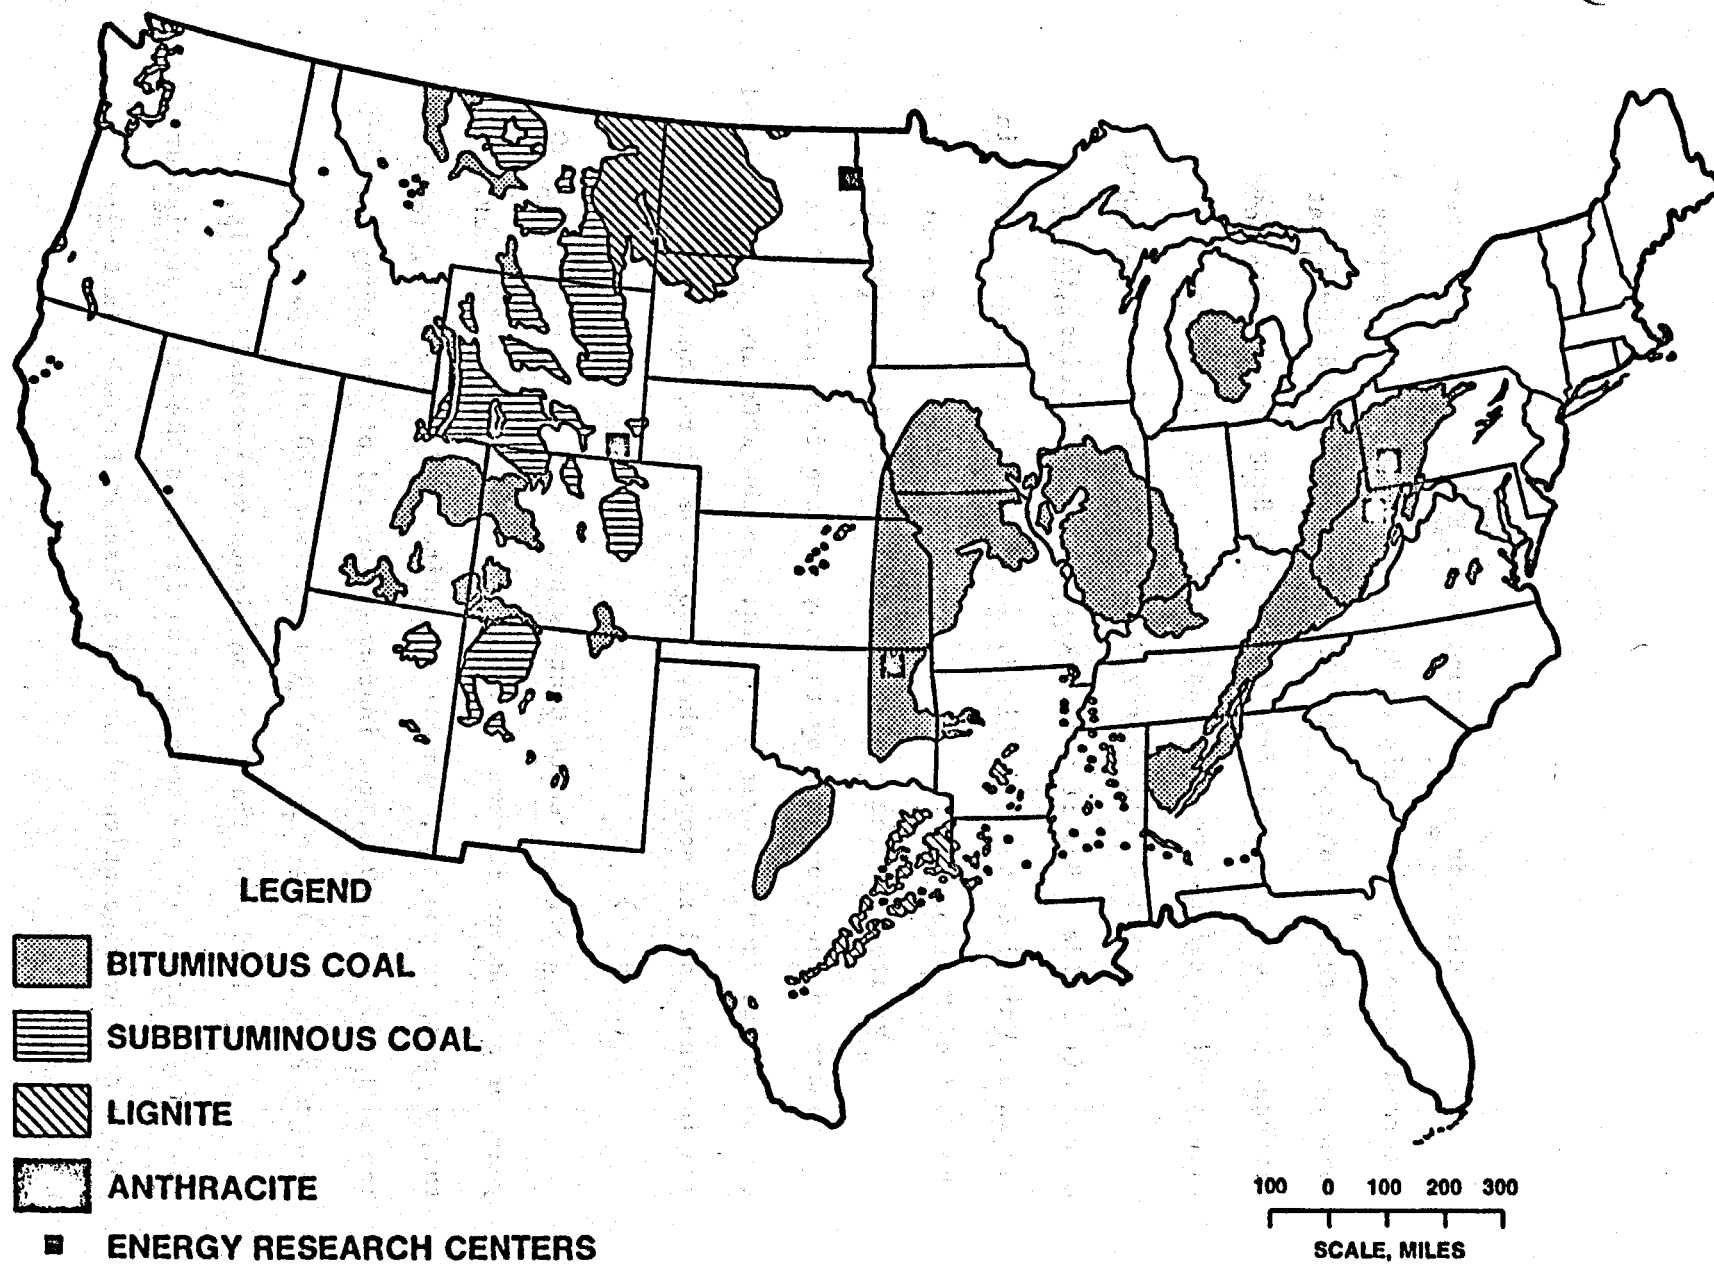 LEGEND
BITUMINOUS COAL
SUBBITUMINOUS COAL
LIGNITE
ANTHRACITE
ENERGY RESEARCH CENTERS
100 0 100 200 300
SCALE, MILES